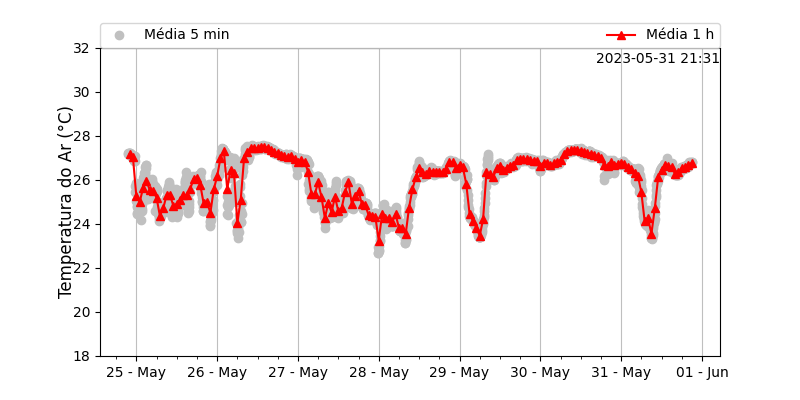 Média 5 min
Média 1 h
2023-05-31 21:31
Temperatura do Ar (°C)
32
30
28
26
24
22
20
18
25 - May
26 - May
27 - May
28 - May
29 - May
30 - May
31 - May
01 - Jun